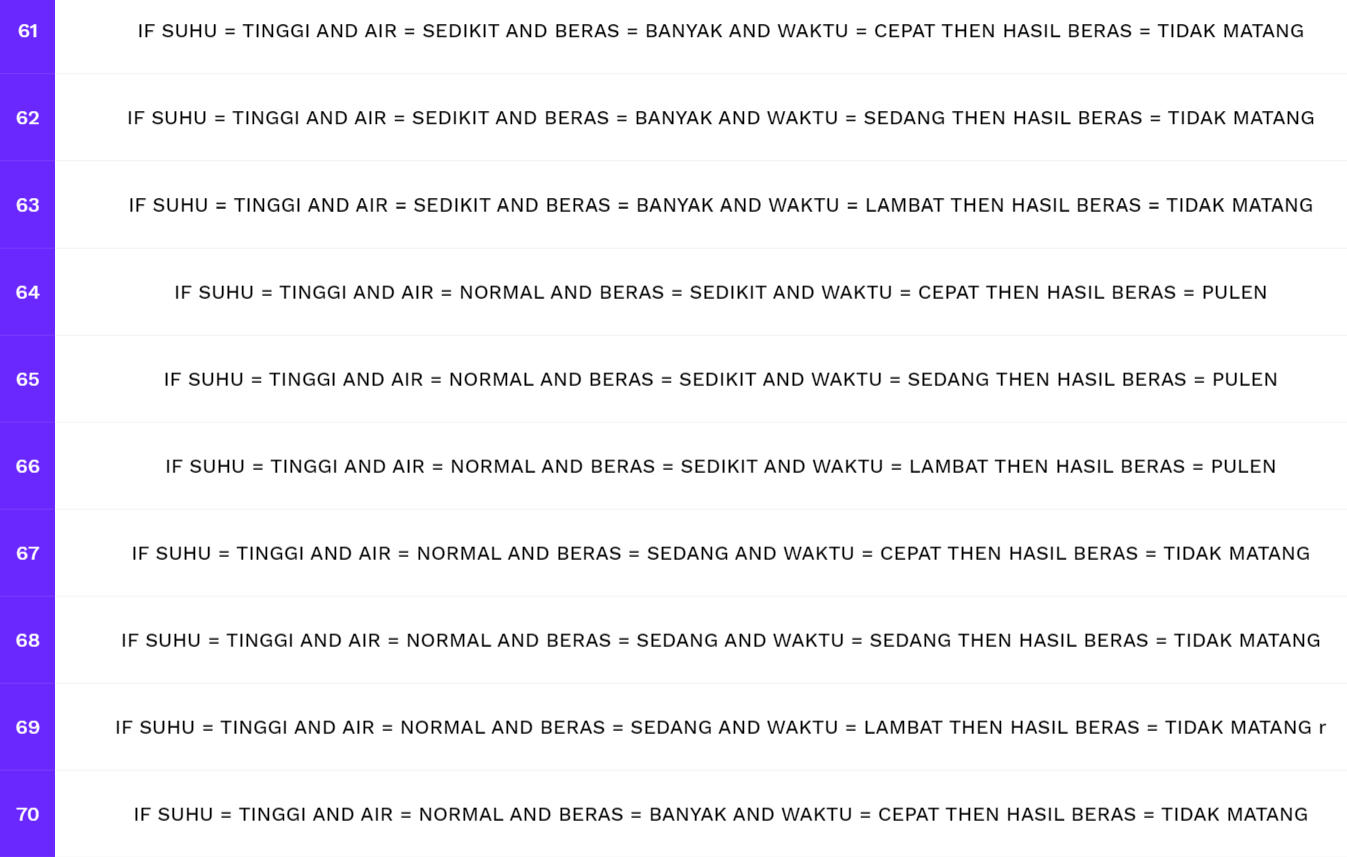 61 IF SUHU = TINGGI AND AIR = SEDIKIT AND BERAS = BANYAK AND WAKTU = CEPAT THEN HASIL BERAS = TIDAK MATANG
62 IF SUHU = TINGGI AND AIR = SEDIKIT AND BERAS = BANYAK AND WAKTU = SEDANG THEN HASIL BERAS = TIDAK MATANG
63 IF SUHU = TINGGI AND AIR = SEDIKIT AND BERAS = BANYAK AND WAKTU = LAMBAT THEN HASIL BERAS = TIDAK MATANG
64 IF SUHU = TINGGI AND AIR = NORMAL AND BERAS = SEDIKIT AND WAKTU = CEPAT THEN HASIL BERAS = PULEN
65 IF SUHU = TINGGI AND AIR = NORMAL AND BERAS = SEDIKIT AND WAKTU = SEDANG THEN HASIL BERAS = PULEN
66 IF SUHU = TINGGI AND AIR = NORMAL AND BERAS = SEDIKIT AND WAKTU = LAMBAT THEN HASIL BERAS = PULEN
67 IF SUHU = TINGGI AND AIR = NORMAL AND BERAS = SEDANG AND WAKTU = CEPAT THEN HASIL BERAS = TIDAK MATANG
68 IF SUHU = TINGGI AND AIR = NORMAL AND BERAS = SEDANG AND WAKTU = SEDANG THEN HASIL BERAS = TIDAK MATANG
69 IF SUHU = TINGGI AND AIR = NORMAL AND BERAS = SEDANG AND WAKTU = LAMBAT THEN HASIL BERAS = TIDAK MATANG r
70 IF SUHU = TINGGI AND AIR = NORMAL AND BERAS = BANYAK AND WAKTU = CEPAT THEN HASIL BERAS = TIDAK MATANG